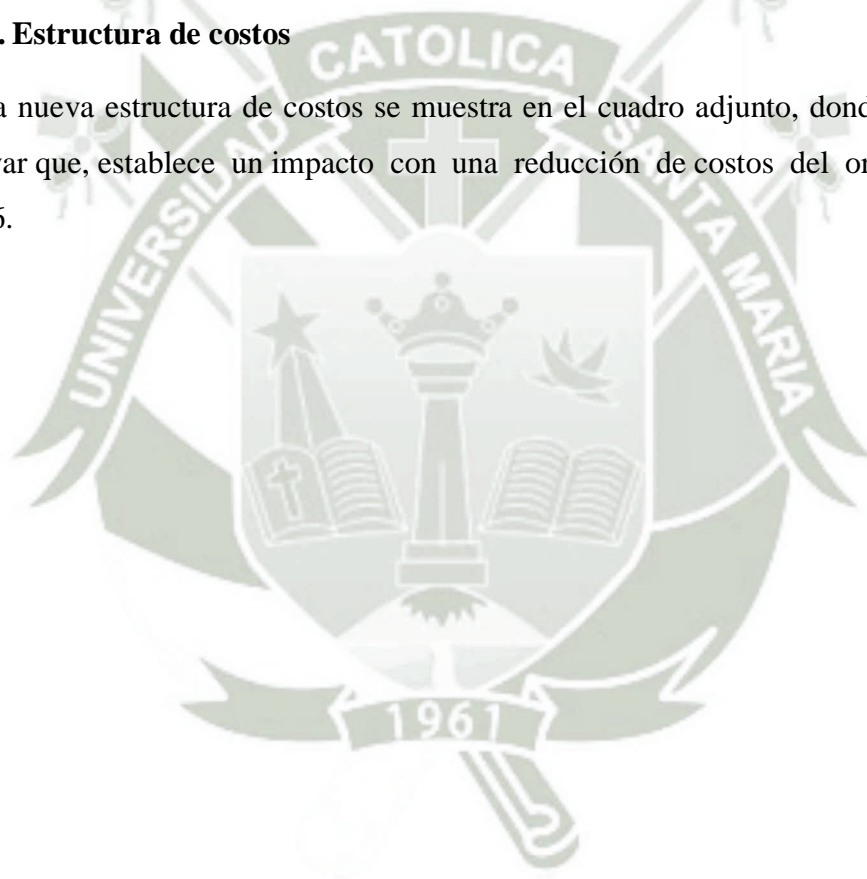 . Estructura de costos
a nueva estructura de costos se muestra en el cuadro adjunto, dond
var que, establece un impacto con una reducción de costos del or
UNIVERSIDAD CATOLICA SANTA MARIA
1961